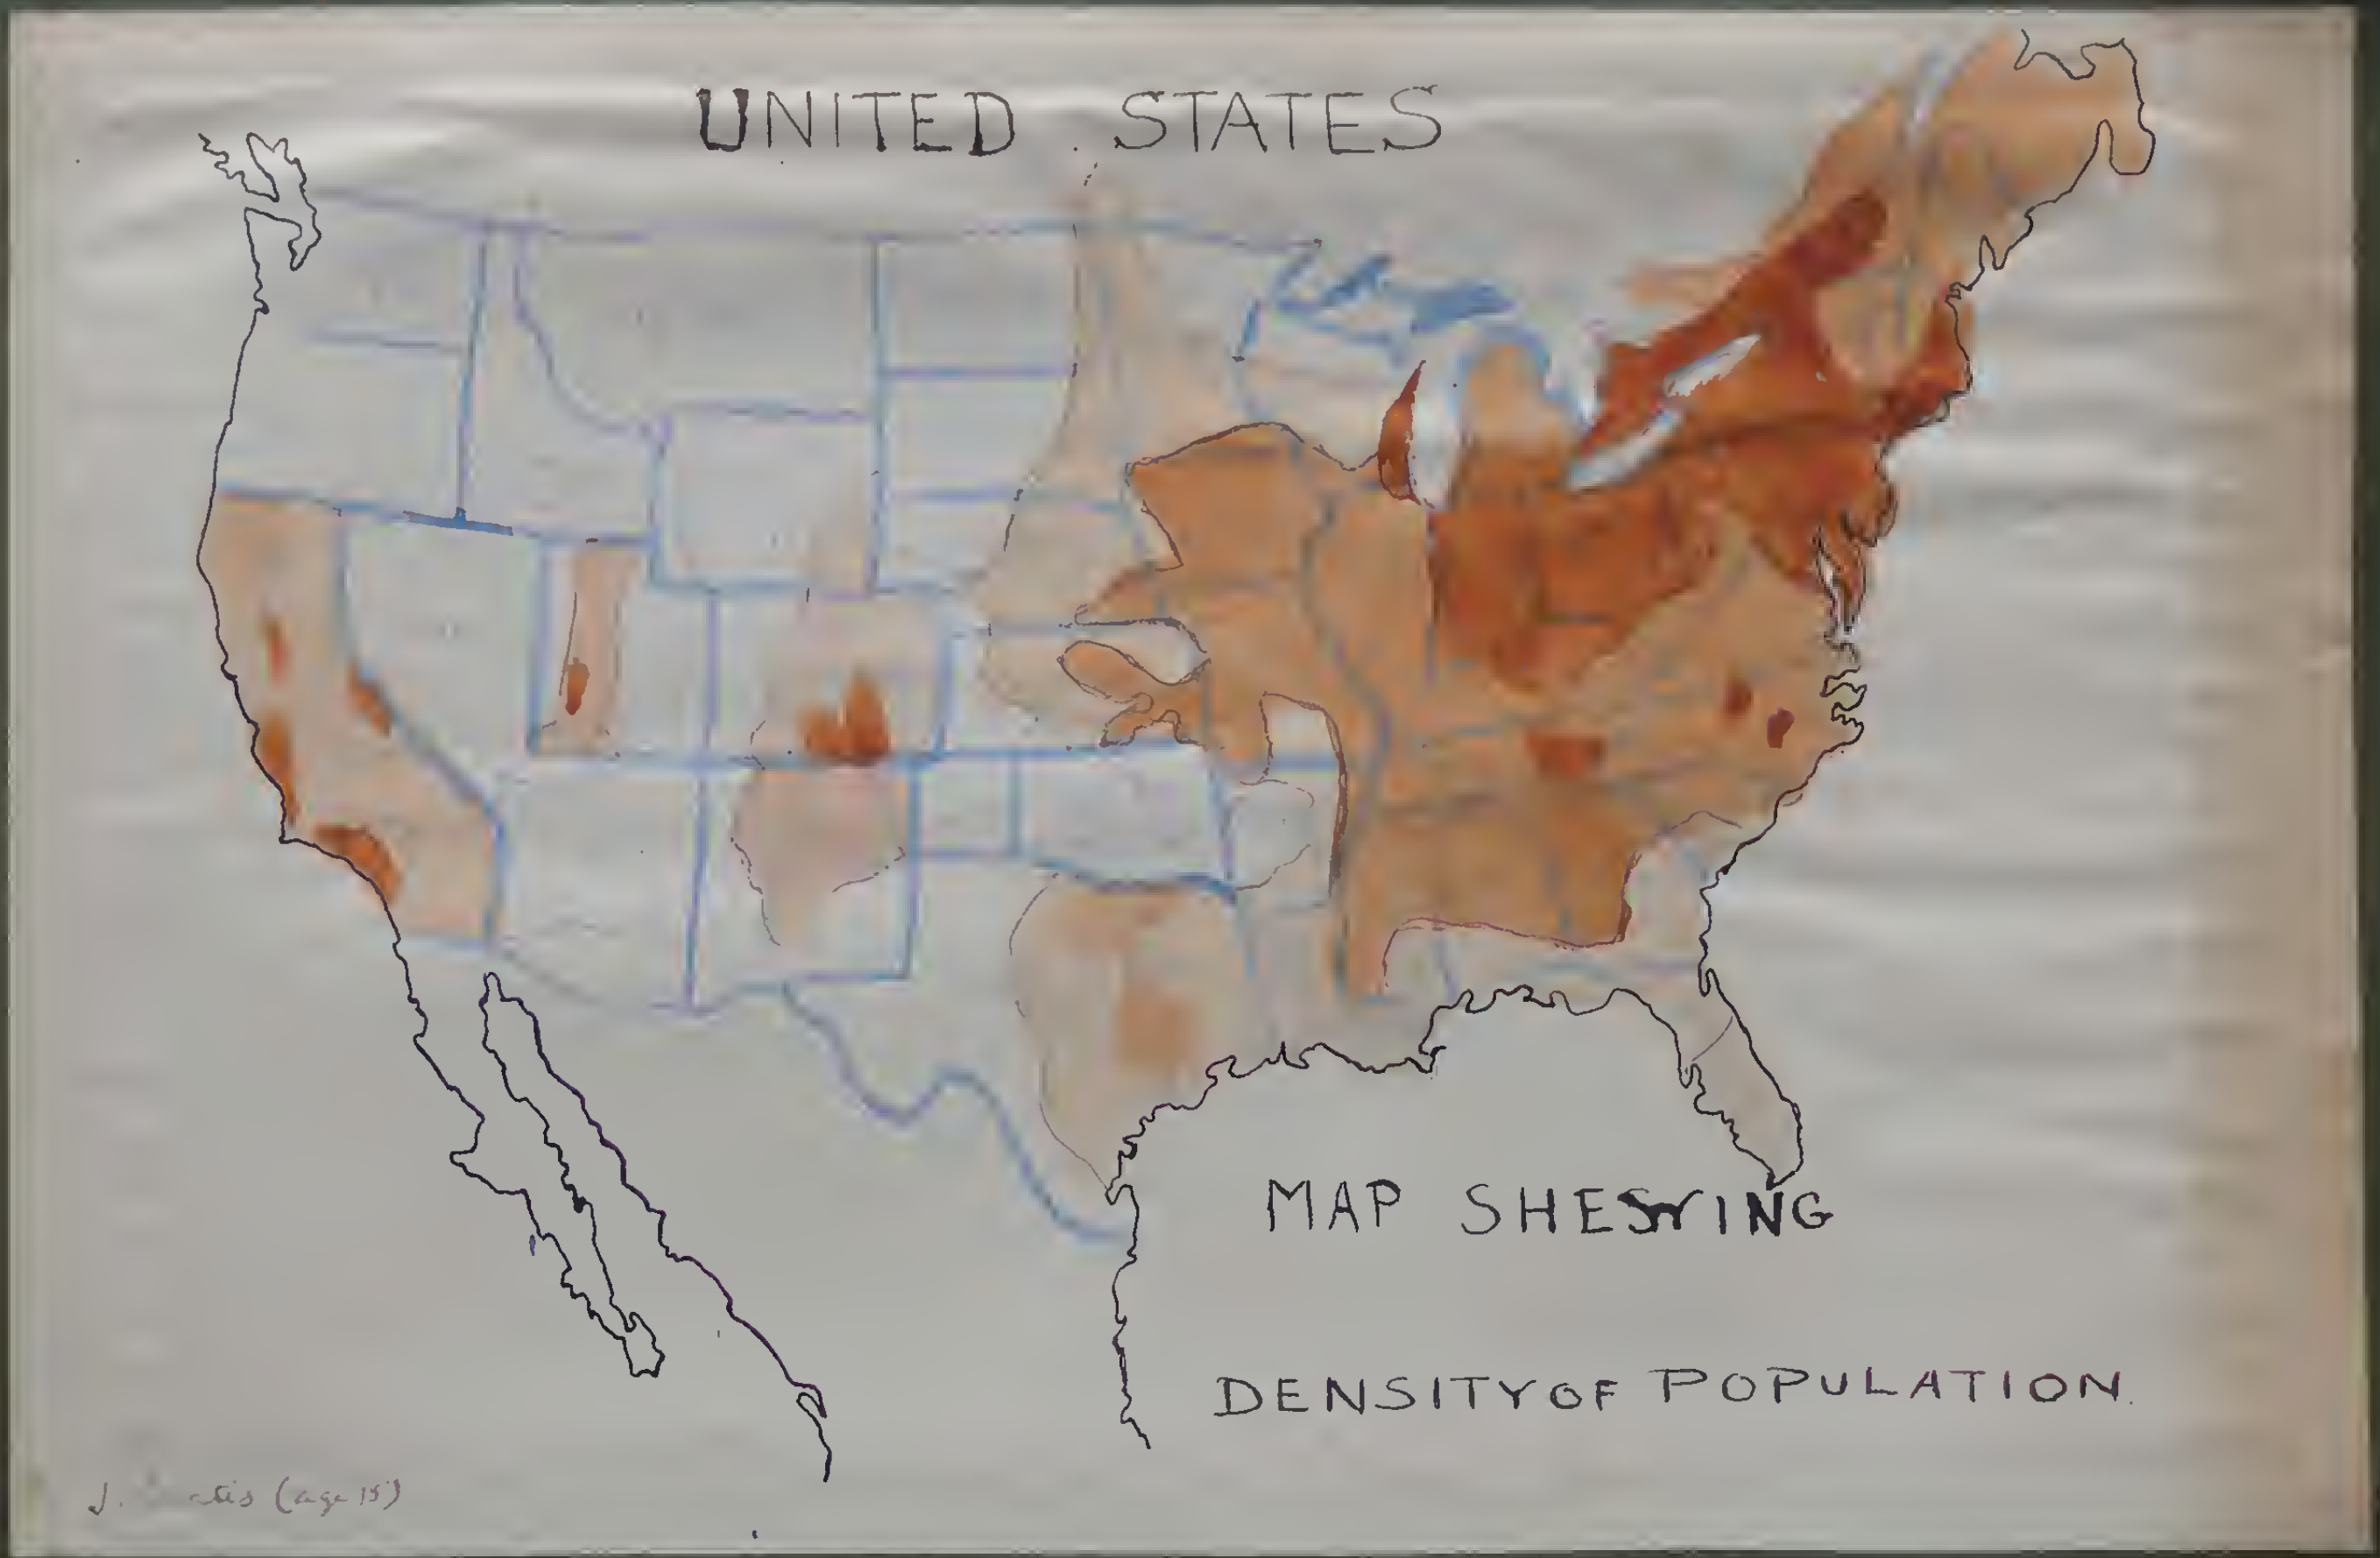 UNITED STATES
MAP SHEWING
DENSITY OF POPULATION.
J. (age 15)